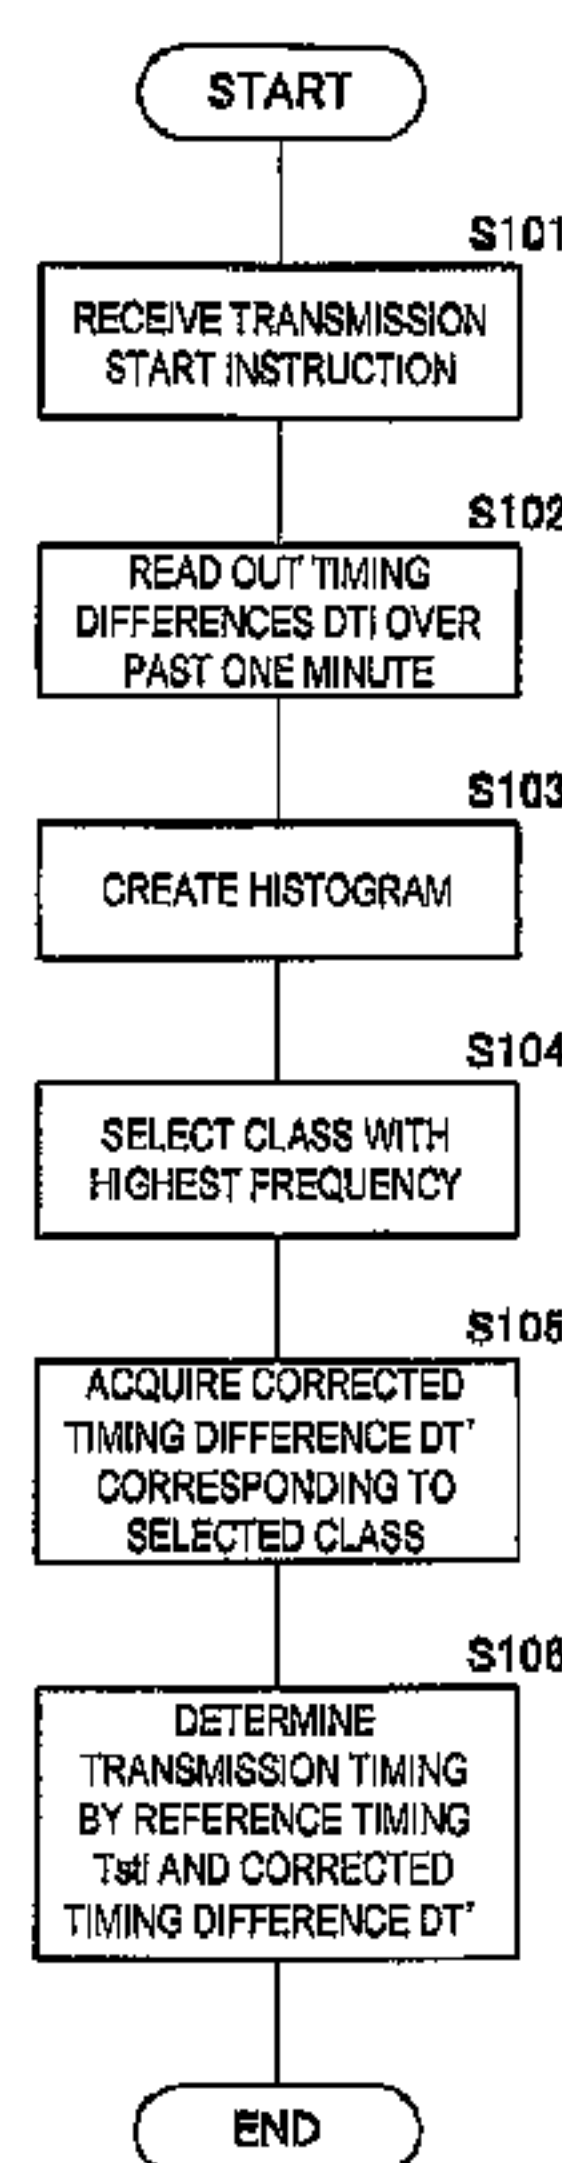 START
S101
RECEIVE TRANSMISSION
START INSTRUCTION
S102
READ OUT TIMING
DIFFERENCES DTi OVER
PAST ONE MINUTE
S103
CREATE HISTOGRAM
S104
SELECT CLASS WITH
HIGHEST FREQUENCY
S105
ACQUIRE CORRECTED
TIMING DIFFERENCE DT'
CORRESPONDING TO
SELECTED CLASS
S106
DETERMINE
TRANSMISSION TIMING
BY REFERENCE TIMING
Tsti AND CORRECTED
TIMING DIFFERENCE DT'
END